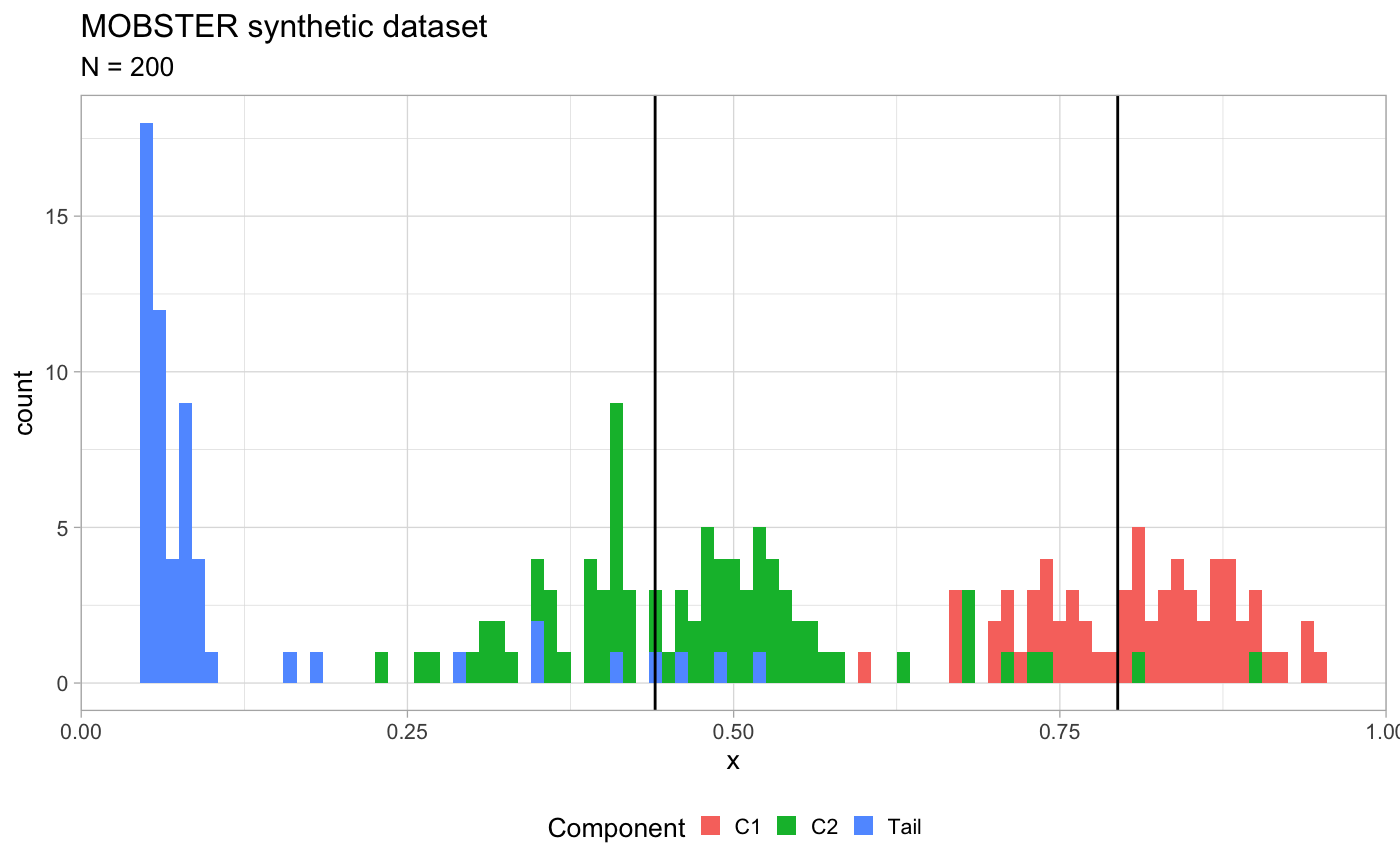 MOBSTER synthetic dataset
N = 200
15
10
5
0
count
0.00 0.25 0.50 0.75 1.00
x
Component C1 C2 Tail